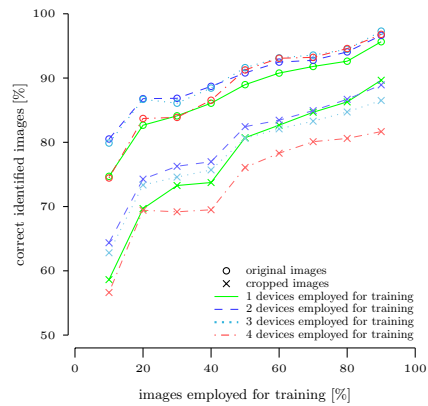 100
90
80
70
60
50
correct identified images [%]
original images
cropped images
1 devices employed for training
2 devices employed for training
3 devices employed for training
4 devices employed for training
0
20
40
60
80
100
images employed for training [%]